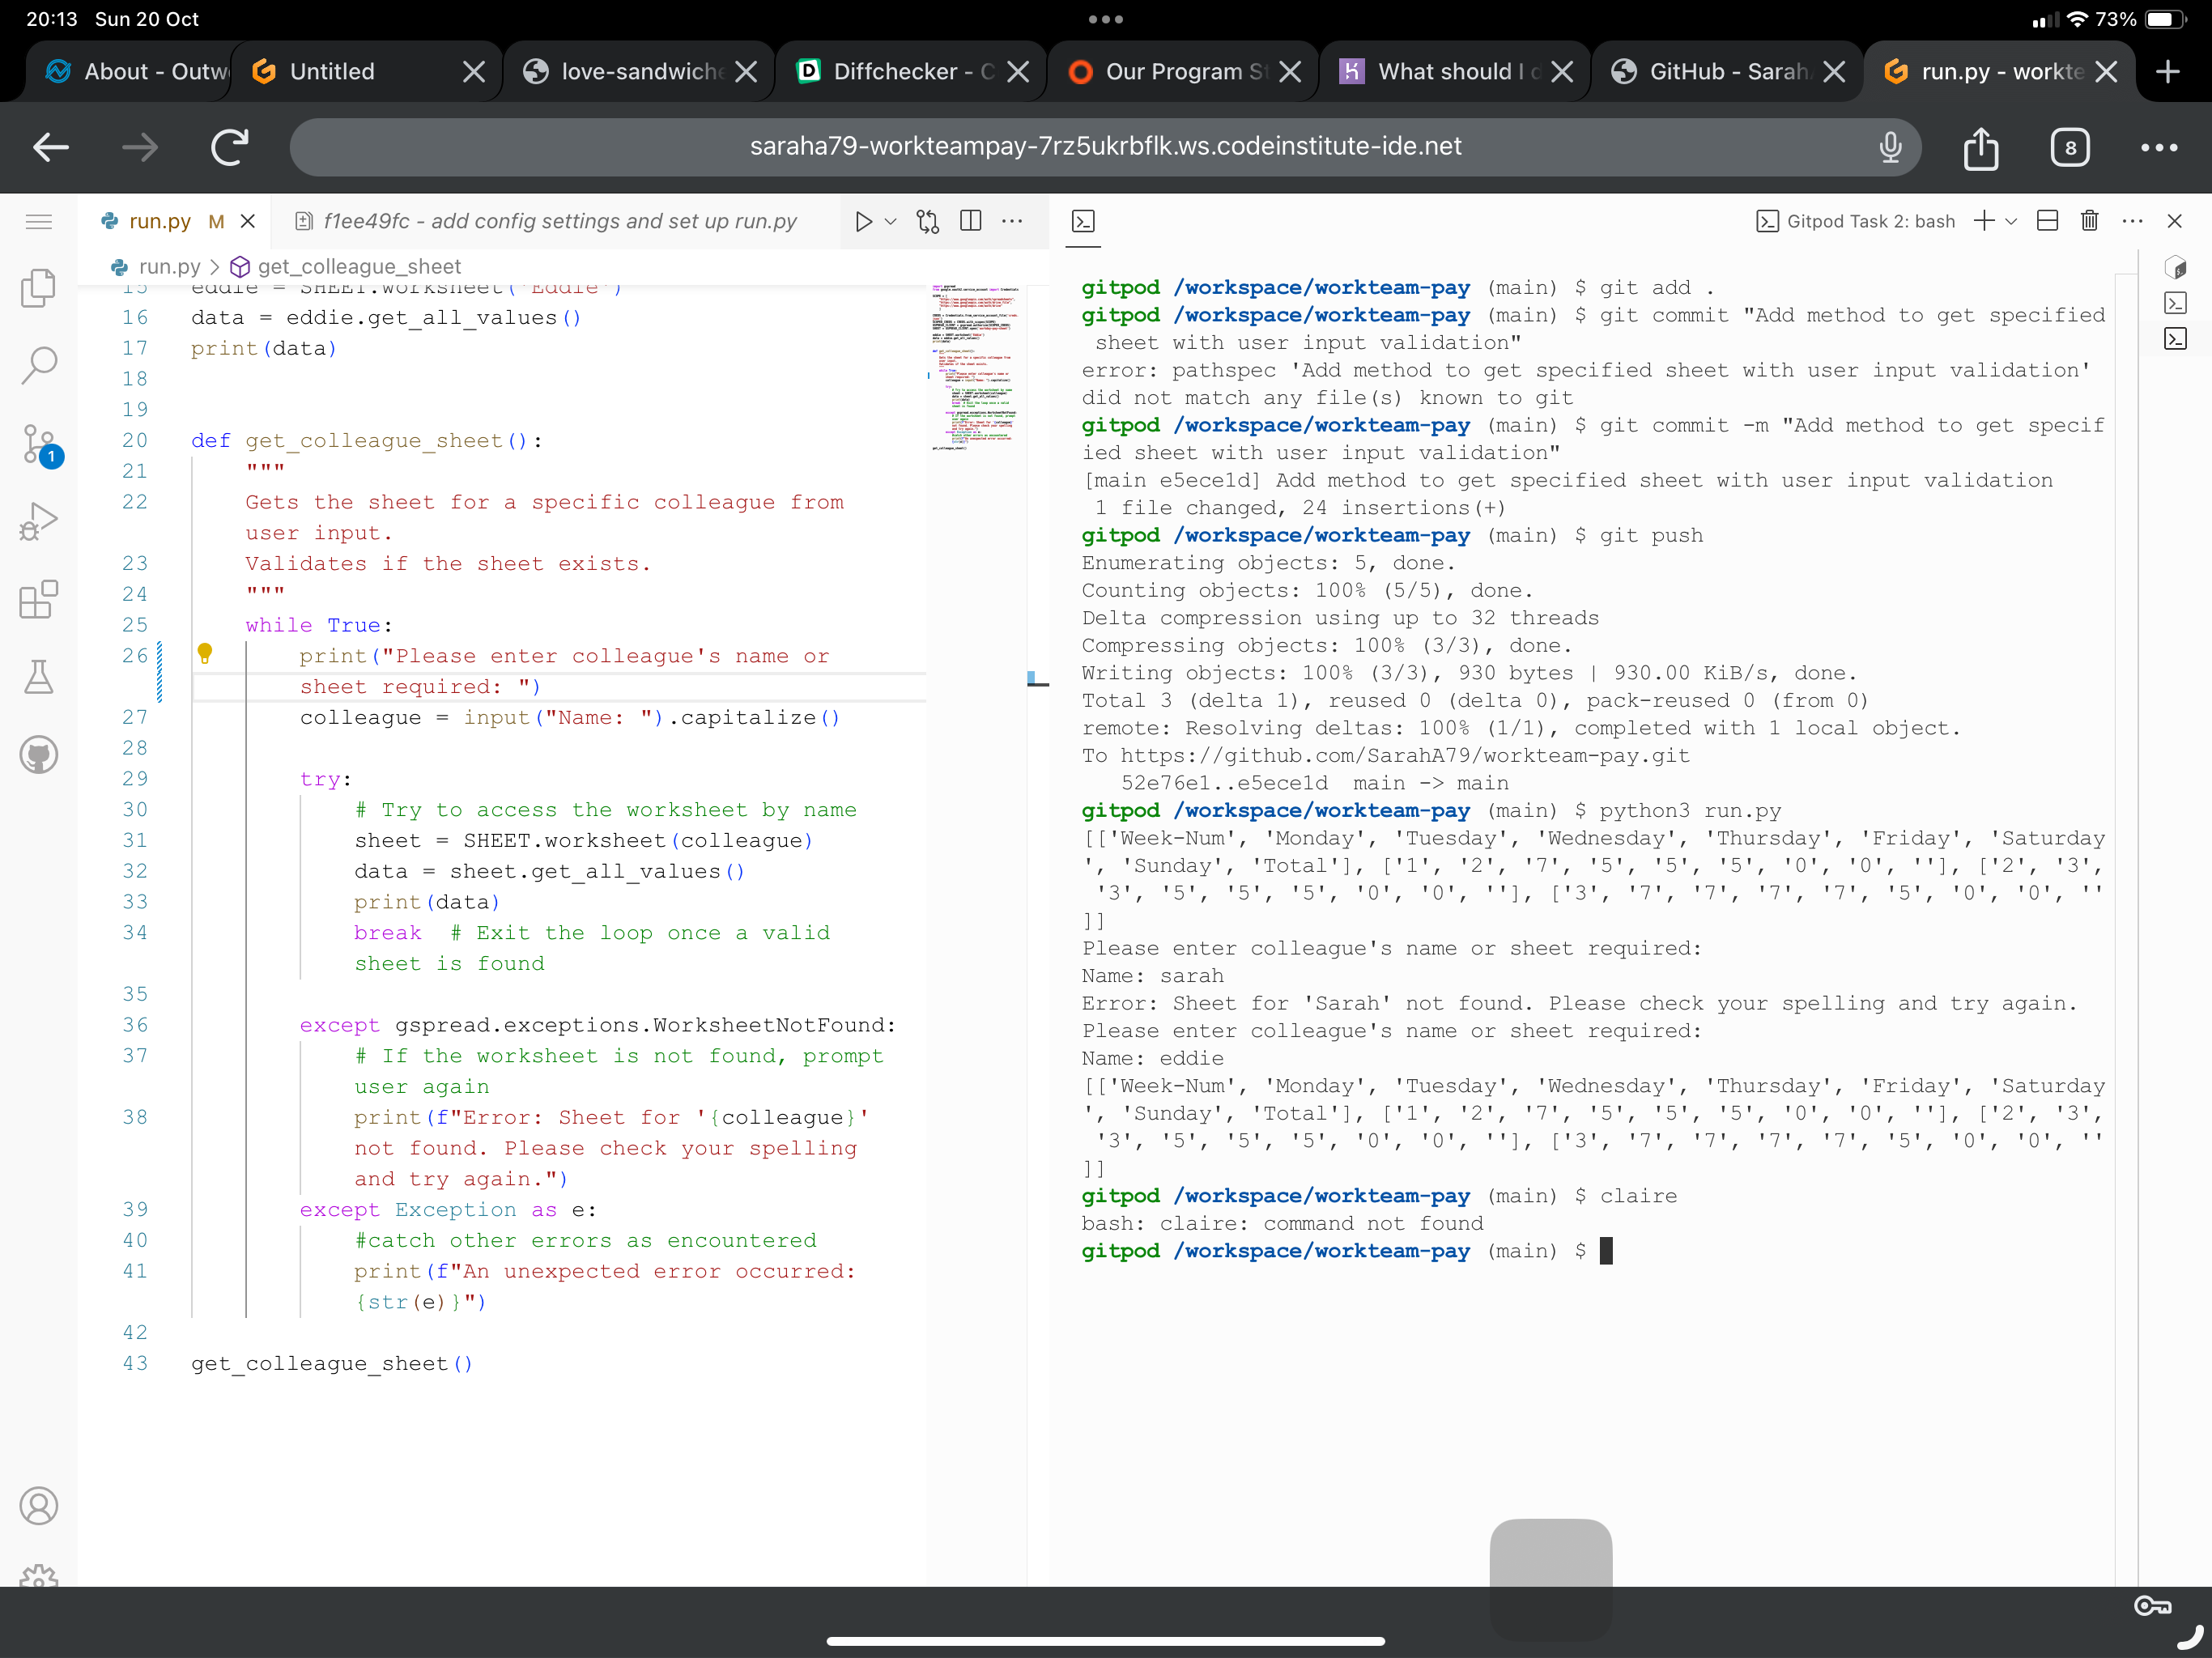 20:13 Sun 20 Oct
73%
About - Outw
Untitled
love-sandwich
Diffchecker - C
Our Program St
What should I
GitHub - Sarah
run.py - workte
saraha79-workteampay-7rz5ukrbflk.ws.codeinstitute-ide.net
8
run.py M
f1ee49fc - add config settings and set up run.py
run.py > get_colleague_sheet
15 eddie = SHEET.worksheet('Eddie')
16 data = eddie.get_all_values()
17 print(data)
18
19
20 def get_colleague_sheet():
21 """
22 Gets the sheet for a specific colleague from
user input.
23 Validates if the sheet exists.
24 """
25 while True:
26 print("Please enter colleague's name or
sheet required: ")
27 colleague = input("Name: ").capitalize()
28
29 try:
30 # Try to access the worksheet by name
31 sheet = SHEET.worksheet(colleague)
32 data = sheet.get_all_values()
33 print(data)
34 break # Exit the loop once a valid
sheet is found
35
36 except gspread.exceptions.WorksheetNotFound:
37 # If the worksheet is not found, prompt
user again
38 print(f"Error: Sheet for '{colleague}'
not found. Please check your spelling
and try again.")
39 except Exception as e:
40 #catch other errors as encountered
41 print(f"An unexpected error occurred:
{str(e)}")
42
43 get_colleague_sheet()
1
Gitpod Task 2: bash
gitpod /workspace/workteam-pay (main) $ git add .
gitpod /workspace/workteam-pay (main) $ git commit "Add method to get specified
sheet with user input validation"
error: pathspec 'Add method to get specified sheet with user input validation'
did not match any file(s) known to git
gitpod /workspace/workteam-pay (main) $ git commit -m "Add method to get specif
ied sheet with user input validation"
[main e5ece1d] Add method to get specified sheet with user input validation
1 file changed, 24 insertions(+)
gitpod /workspace/workteam-pay (main) $ git push
Enumerating objects: 5, done.
Counting objects: 100% (5/5), done.
Delta compression using up to 32 threads
Compressing objects: 100% (3/3), done.
Writing objects: 100% (3/3), 930 bytes | 930.00 KiB/s, done.
Total 3 (delta 1), reused 0 (delta 0), pack-reused 0 (from 0)
remote: Resolving deltas: 100% (1/1), completed with 1 local object.
To https://github.com/SarahA79/workteam-pay.git
52e76e1..e5ece1d main -> main
gitpod /workspace/workteam-pay (main) $ python3 run.py
[['Week-Num', 'Monday', 'Tuesday', 'Wednesday', 'Thursday', 'Friday', 'Saturday
', 'Sunday', 'Total'], ['1', '2', '7', '5', '5', '5', '0', '0', ''], ['2', '3',
'3', '5', '5', '5', '0', '0', ''], ['3', '7', '7', '7', '7', '5', '0', '0', ''
]]
Please enter colleague's name or sheet required:
Name: sarah
Error: Sheet for 'Sarah' not found. Please check your spelling and try again.
Please enter colleague's name or sheet required:
Name: eddie
[['Week-Num', 'Monday', 'Tuesday', 'Wednesday', 'Thursday', 'Friday', 'Saturday
', 'Sunday', 'Total'], ['1', '2', '7', '5', '5', '5', '0', '0', ''], ['2', '3',
'3', '5', '5', '5', '0', '0', ''], ['3', '7', '7', '7', '7', '5', '0', '0', ''
]]
gitpod /workspace/workteam-pay (main) $ claire
bash: claire: command not found
gitpod /workspace/workteam-pay (main) $